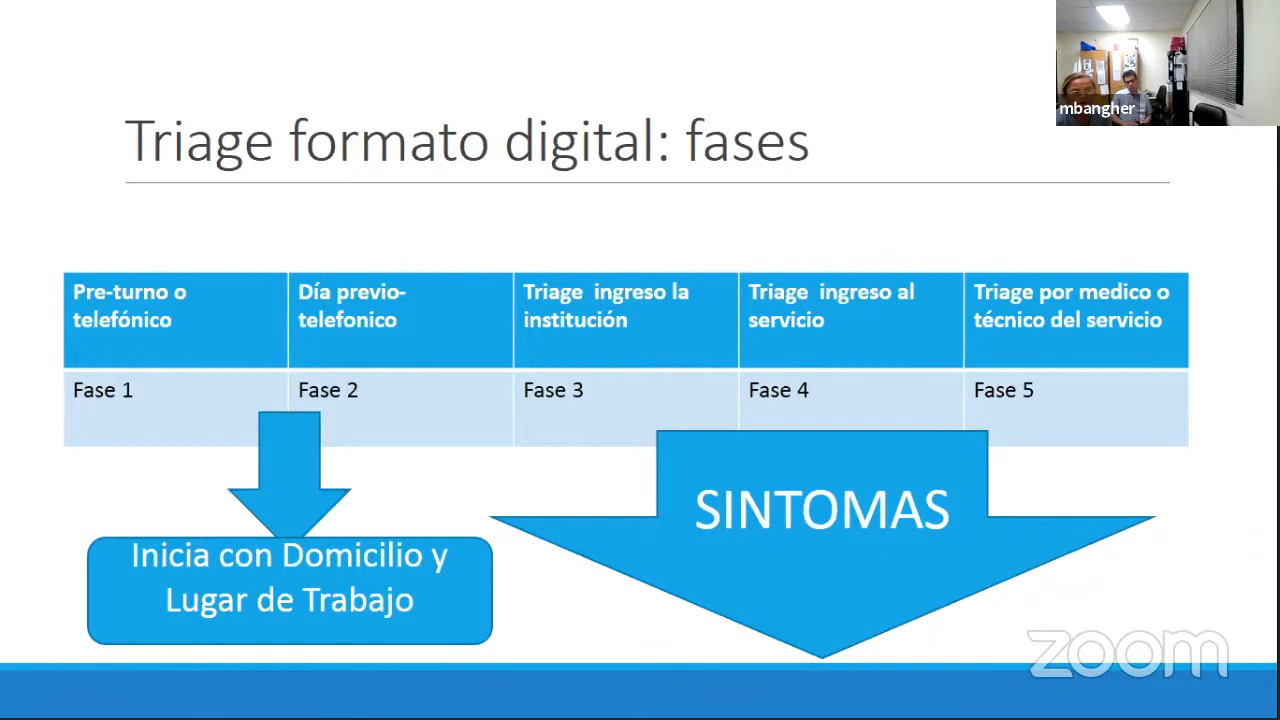 mbangher
Triage formato digital: fases
Pre-turno o
telefónico
Día previo-
telefonico
Triage ingreso la
institución
Triage ingreso al
servicio
Triage por medico o
técnico del servicio
Fase 1
Fase 2
Fase 3
Fase 4
Fase 5
SINTOMAS
Inicia con Domicilio y
Lugar de Trabajo
zoom